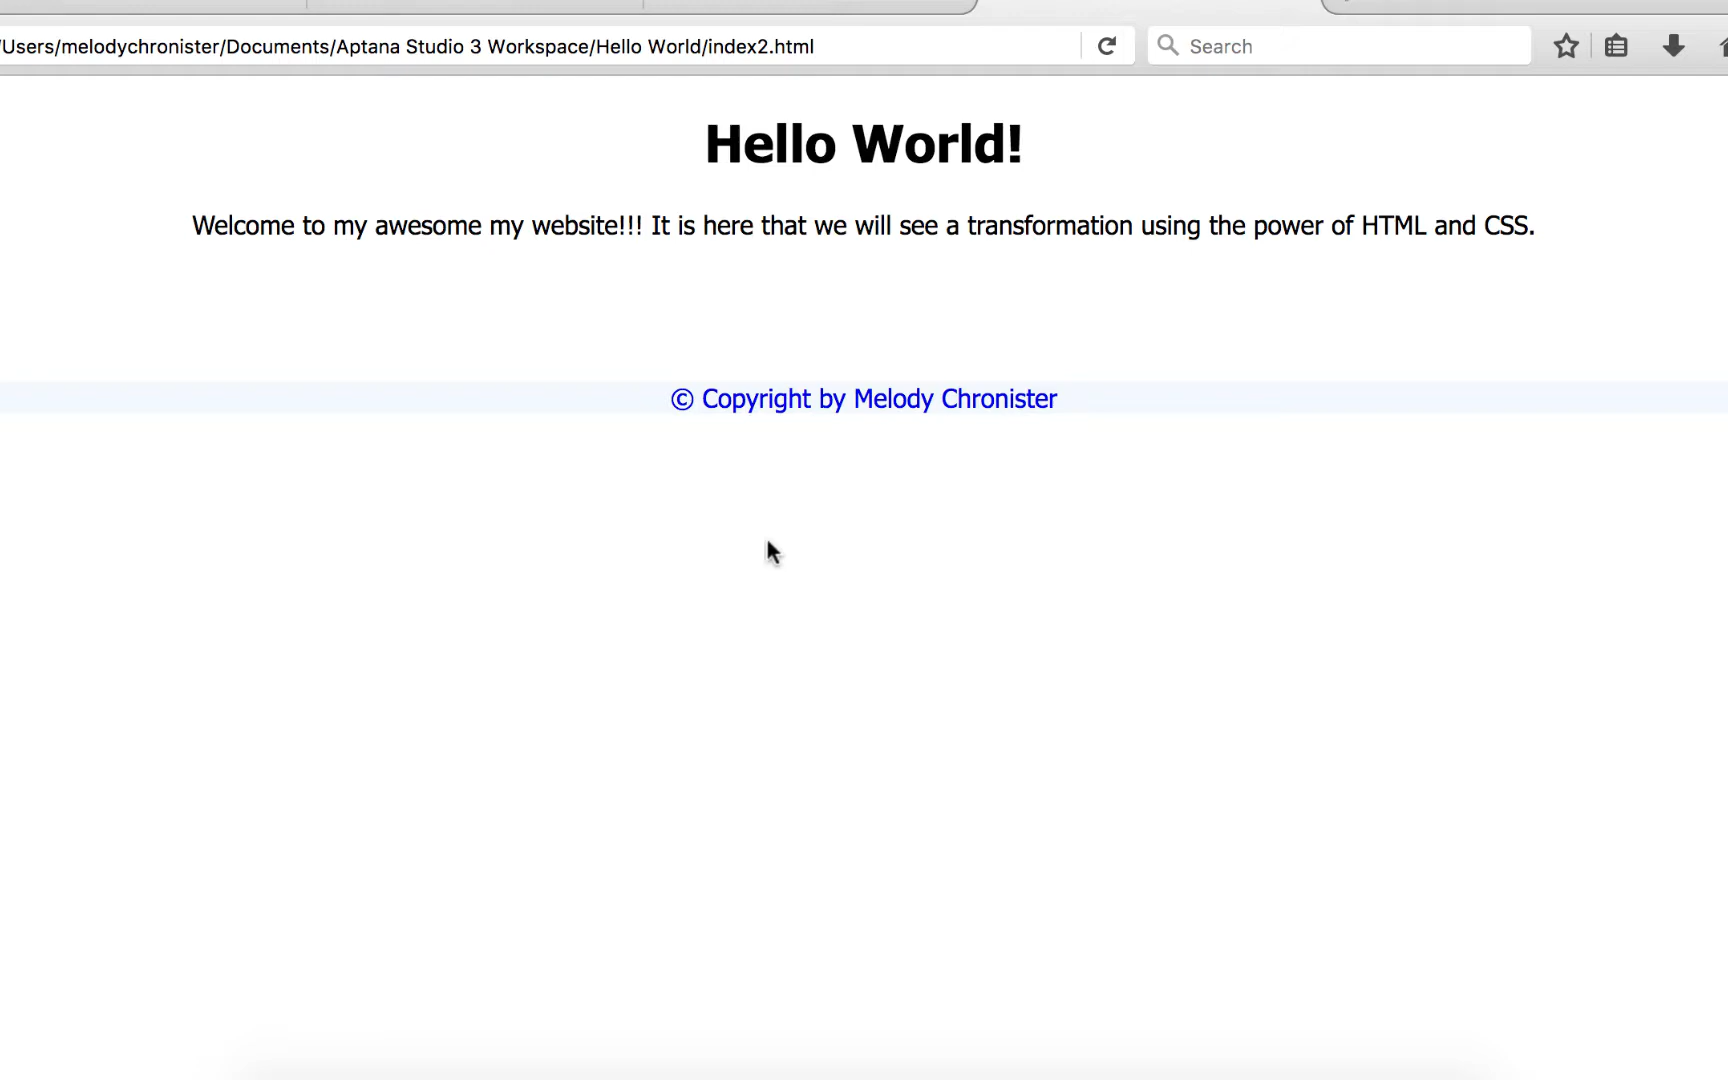 /Users/melodychronister/Documents/Aptana Studio 3 Workspace/Hello World/index2.html
Search
Hello World!
Welcome to my awesome my website!!! It is here that we will see a transformation using the power of HTML and CSS.
© Copyright by Melody Chronister